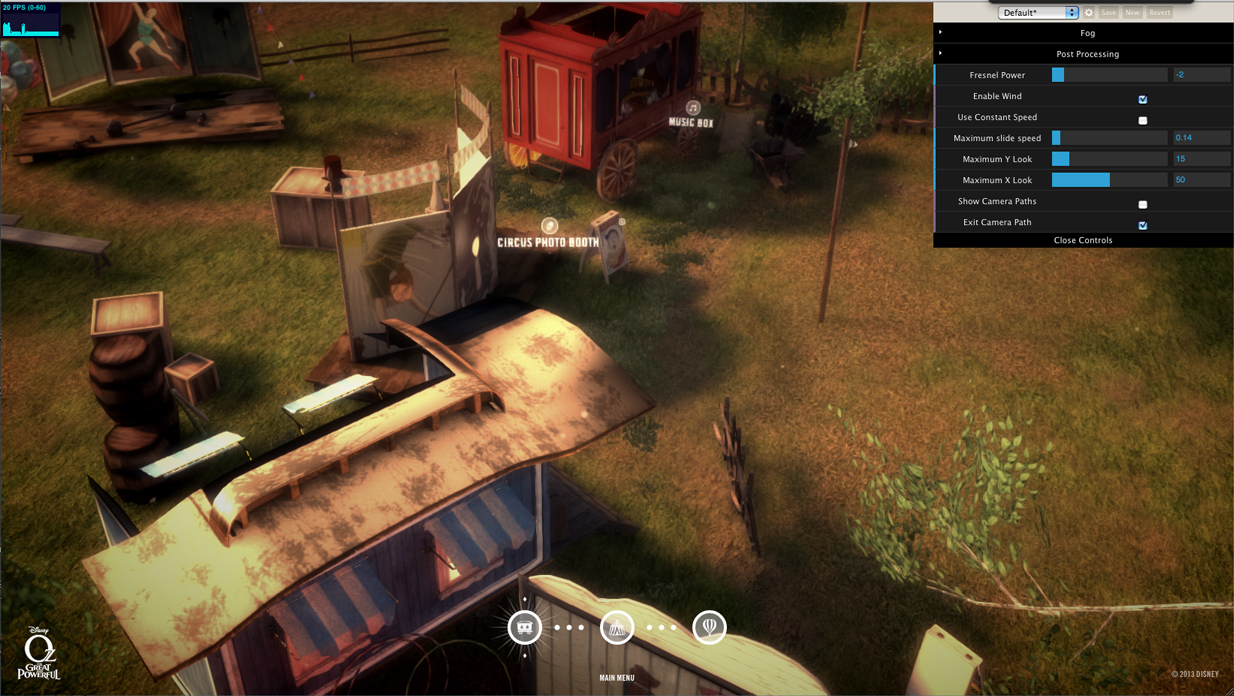 20 FPS (0-60)
Default*
Save
New
Revert
Fog
Post Processing
Fresnel Power
-2
Enable Wind
Use Constant Speed
Maximum slide speed
0.14
Maximum Y Look
15
Maximum X Look
50
Show Camera Paths
Exit Camera Path
Close Controls
MUSIC BOX
CIRCUS PHOTO BOOTH
Disney
OZ
THE
GREAT
AND
POWERFUL
MAIN MENU
© 2013 DISNEY